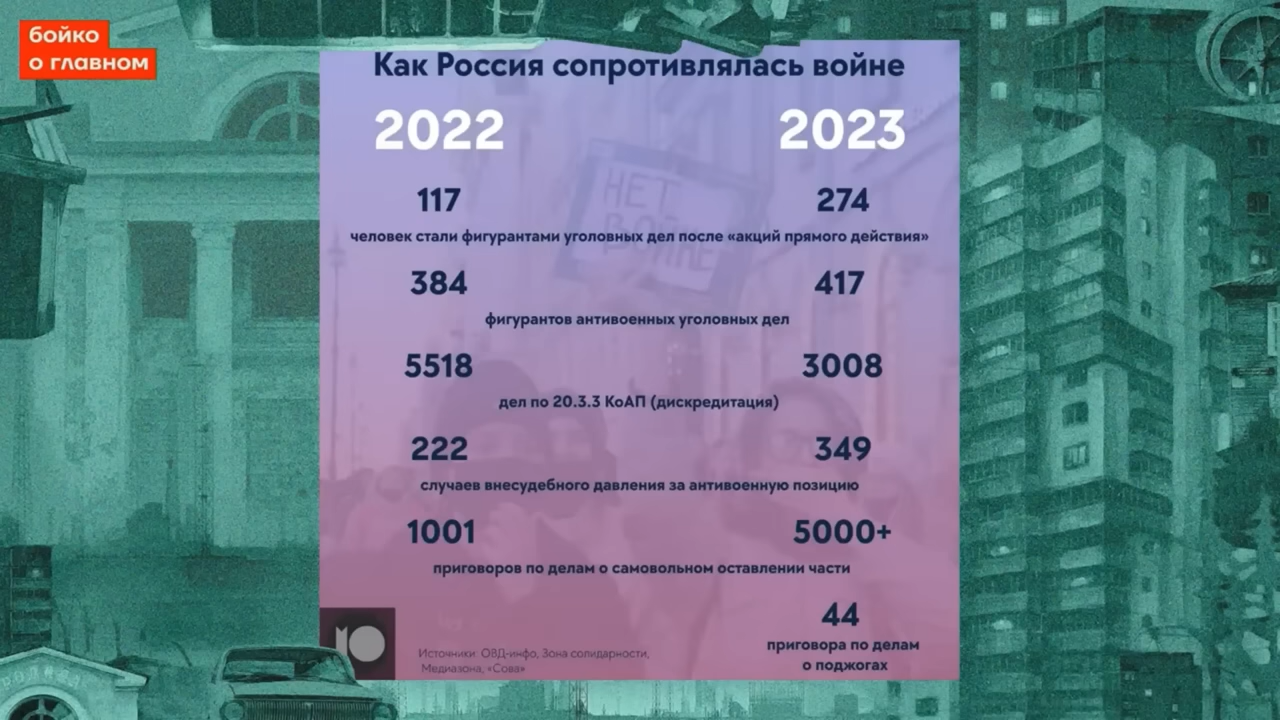 бойко
о главном
Как Россия сопротивлялась войне
2022 2023
117 274
человек стали фигурантами уголовных дел после «акций прямого действия»
НЕТ
ВОЙНЕ
384 417
фигурантов антивоенных уголовных дел
5518 3008
дел по 20.3.3 КоАП (дискредитация)
222 349
случаев внесудебного давления за антивоенную позицию
1001 5000+
приговоров по делам о самовольном оставлении части
44
приговора по делам
о поджогах
Источники: ОВД-инфо, Зона солидарности,
Медиазона, «Сова»